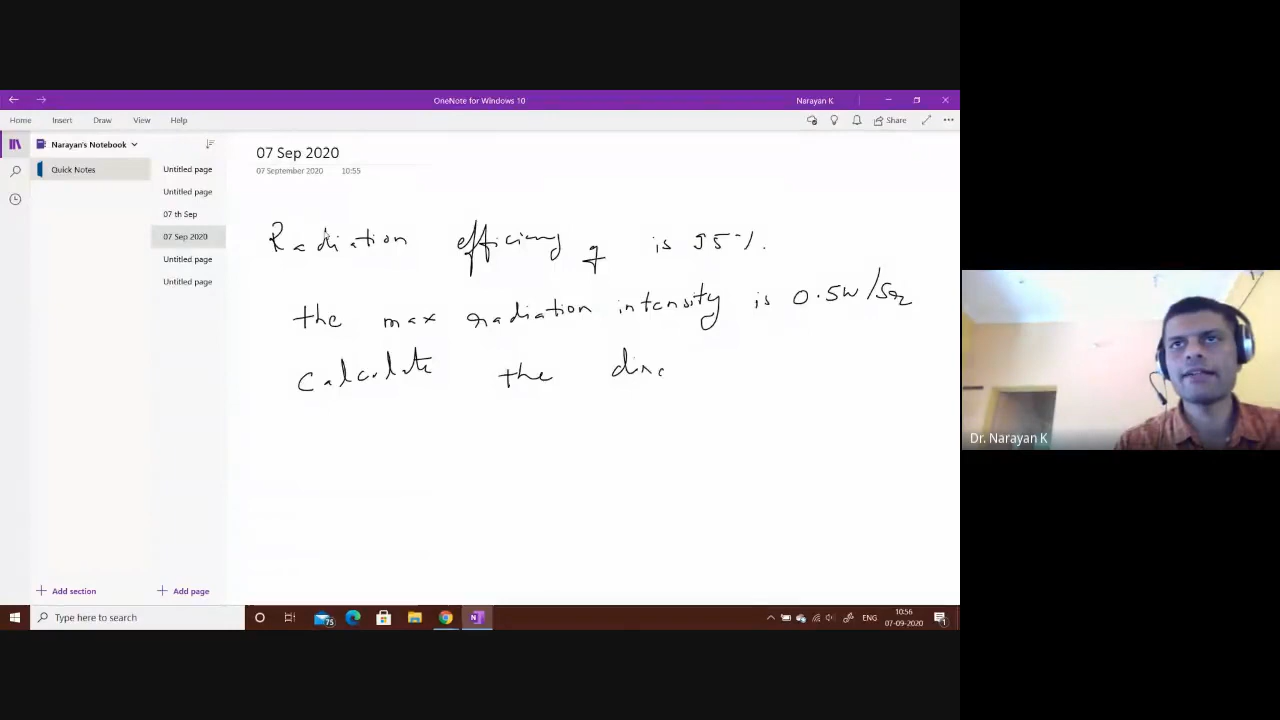 OneNote for Windows 10
Narayan K
Home Insert Draw View Help
Share
Narayan's Notebook
Quick Notes
Untitled page
Untitled page
07 th Sep
07 Sep 2020
Untitled page
Untitled page
Add section
Add page
07 Sep 2020
07 September 2020 10:55
Radiation efficiency is 95%.
the max radiation intensity is 0.5W/Sr
Calculate the dire
Dr. Narayan K
Type here to search
75
ENG
10:56
07-09-2020
1